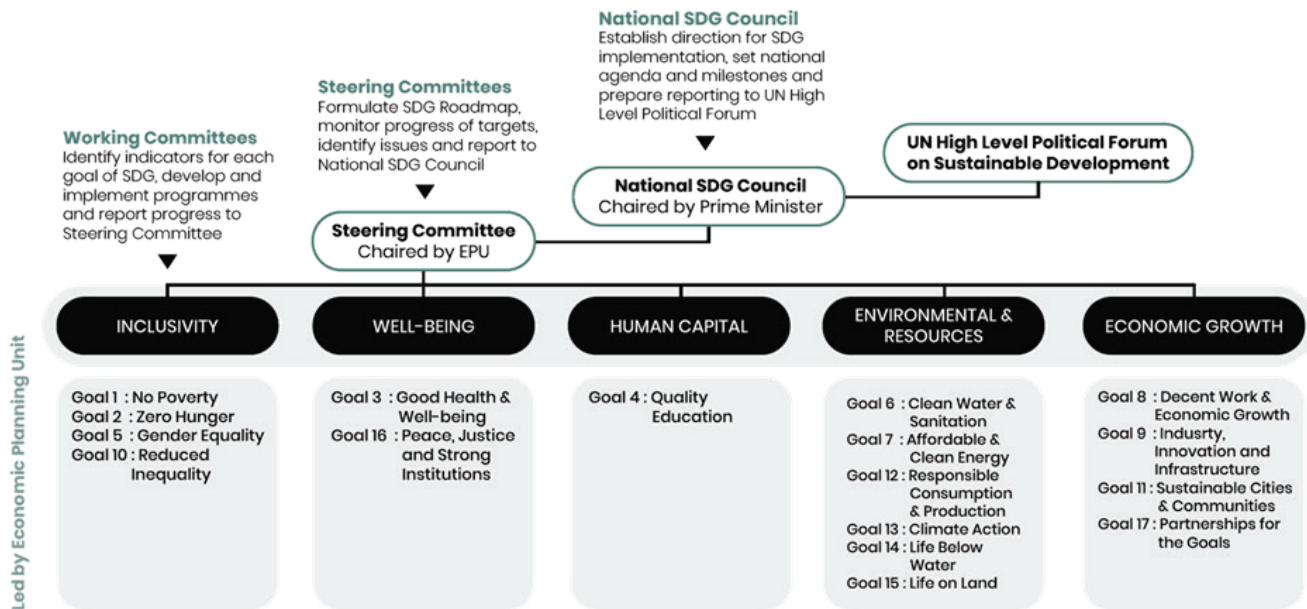 National SDG Council
Establish direction for SDG
implementation, set national
agenda and milestones and
prepare reporting to UN High
Level Political Forum
Steering Committees
Formulate SDG Roadmap,
monitor progress of targets,
identify issues and report to
National SDG Council
Working Committees
Identify indicators for each
goal of SDG, develop and
implement programmes
and report progress to
Steering Committee
UN High Level Political Forum
on Sustainable Development
National SDG Council
Chaired by Prime Minister
Steering Committee
Chaired by EPU
Led by Economic Planning Unit
INCLUSIVITY
Goal 1 : No Poverty
Goal 2 : Zero Hunger
Goal 5 : Gender Equality
Goal 10 : Reduced
Inequality
WELL-BEING
Goal 3 : Good Health &
Well-being
Goal 16 : Peace, Justice
and Strong
Institutions
HUMAN CAPITAL
Goal 4 : Quality
Education
ENVIRONMENTAL &
RESOURCES
Goal 6 : Clean Water &
Sanitation
Goal 7 : Affordable &
Clean Energy
Goal 12 : Responsible
Consumption
& Production
Goal 13 : Climate Action
Goal 14 : Life Below
Water
Goal 15 : Life on Land
ECONOMIC GROWTH
Goal 8 : Decent Work &
Economic Growth
Goal 9 : Indusrty,
Innovation and
Infrastructure
Goal 11 : Sustainable Cities
& Communities
Goal 17 : Partnerships for
the Goals